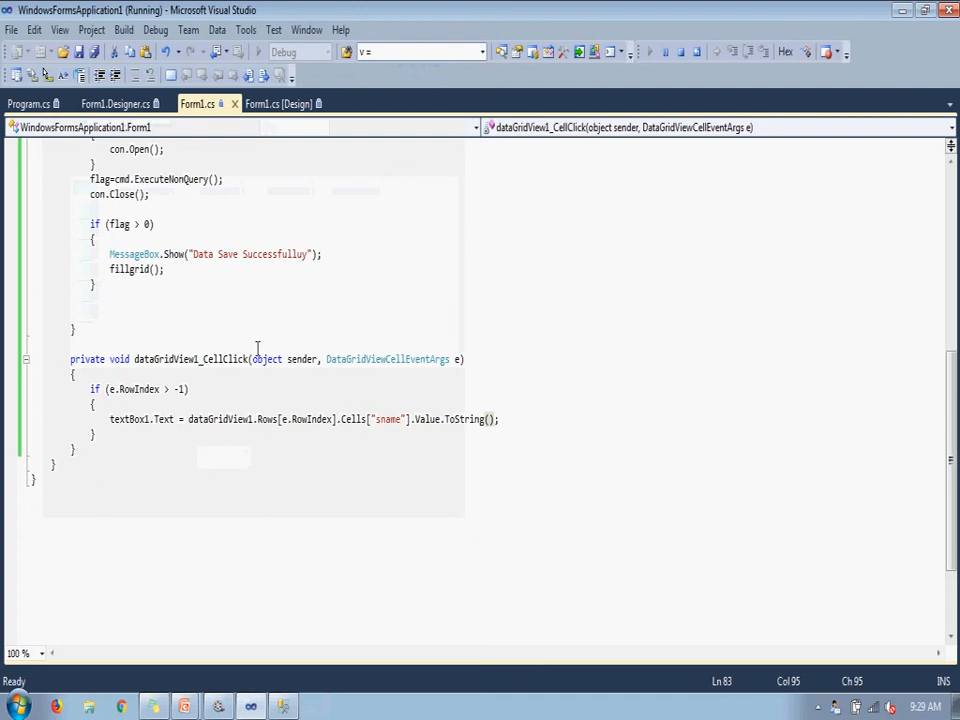 WindowsFormsApplication1 (Running) - Microsoft Visual Studio
File Edit View Project Build Debug Team Data Tools Test Window Help
Debug v = Hex
Program.cs Form1.Designer.cs Form1.cs Form1.cs [Design]
WindowsFormsApplication1.Form1 dataGridView1_CellClick(object sender, DataGridViewCellEventArgs e)
{
con.Open();
}
flag=cmd.ExecuteNonQuery();
con.Close();
if (flag > 0)
{
MessageBox.Show("Data Save Successfulluy");
fillgrid();
}
}
private void dataGridView1_CellClick(object sender, DataGridViewCellEventArgs e)
{
if (e.RowIndex > -1)
{
textBox1.Text = dataGridView1.Rows[e.RowIndex].Cells["sname"].Value.ToString();
}
}
}
}
100 %
Ready Ln 83 Col 95 Ch 95 INS
9:29 AM